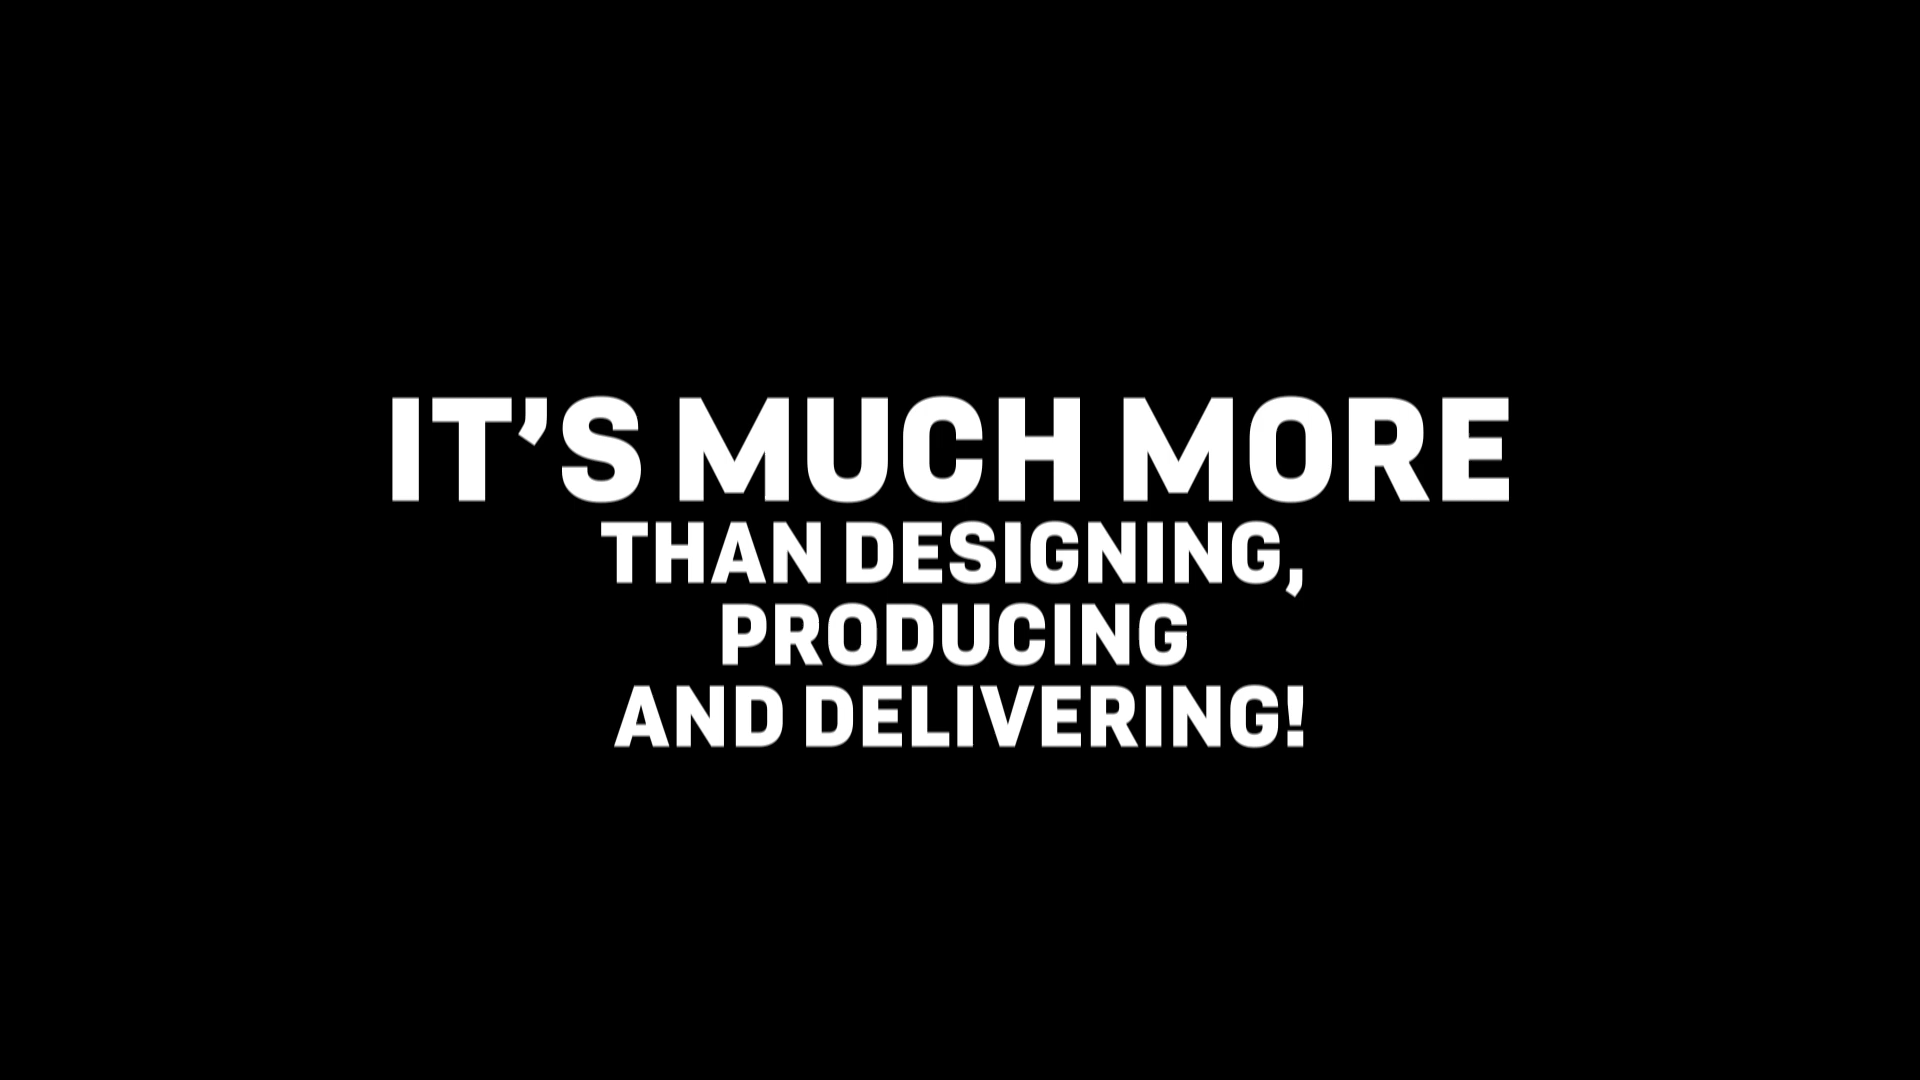 IT’S MUCH MORE
THAN DESIGNING,
PRODUCING
AND DELIVERING!